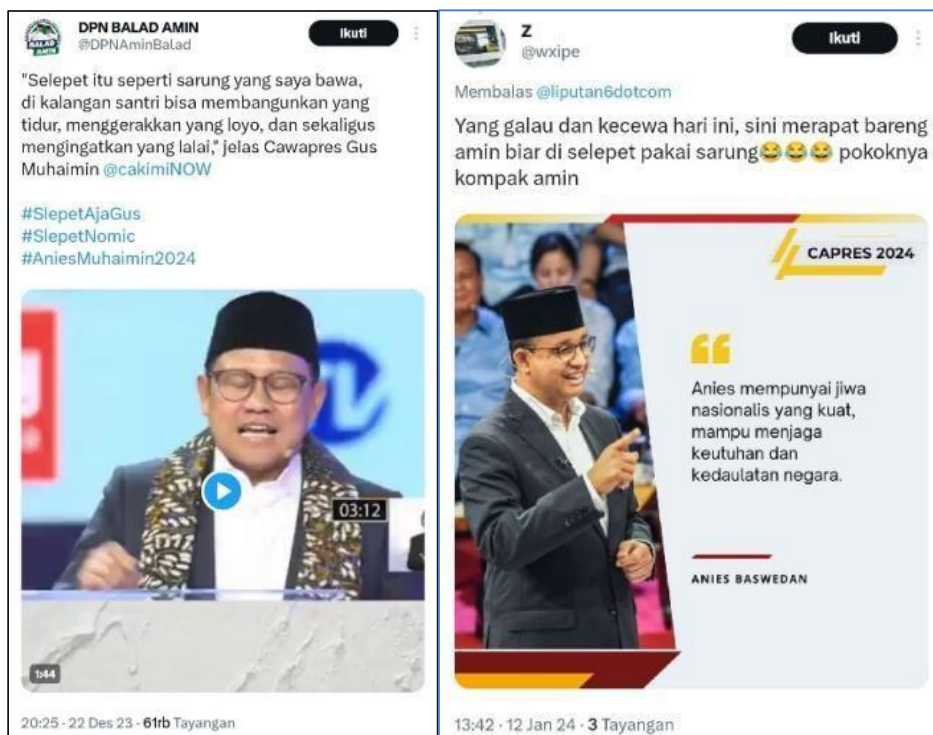 DPN BALAD AMIN
@DPNAminBalad
Ikuti
BALAD
AMIN
"Selepet itu seperti sarung yang saya bawa,
di kalangan santri bisa membangunkan yang
tidur, menggerakkan yang loyo, dan sekaligus
mengingatkan yang lalai," jelas Cawapres Gus
Muhaimin @cakimiNOW
#SlepetAjaGus
#SlepetNomic
#AniesMuhaimin2024
03:12
1:44
20:25 · 22 Des 23 · 61rb Tayangan
Z
@wxipe
Ikuti
Membalas @liputan6dotcom
Yang galau dan kecewa hari ini, sini merapat bareng
amin biar di selepet pakai sarung😂😂😂 pokoknya
kompak amin
CAPRES 2024
Anies mempunyai jiwa
nasionalis yang kuat,
mampu menjaga
keutuhan dan
kedaulatan negara.
ANIES BASWEDAN
13:42 · 12 Jan 24 · 3 Tayangan